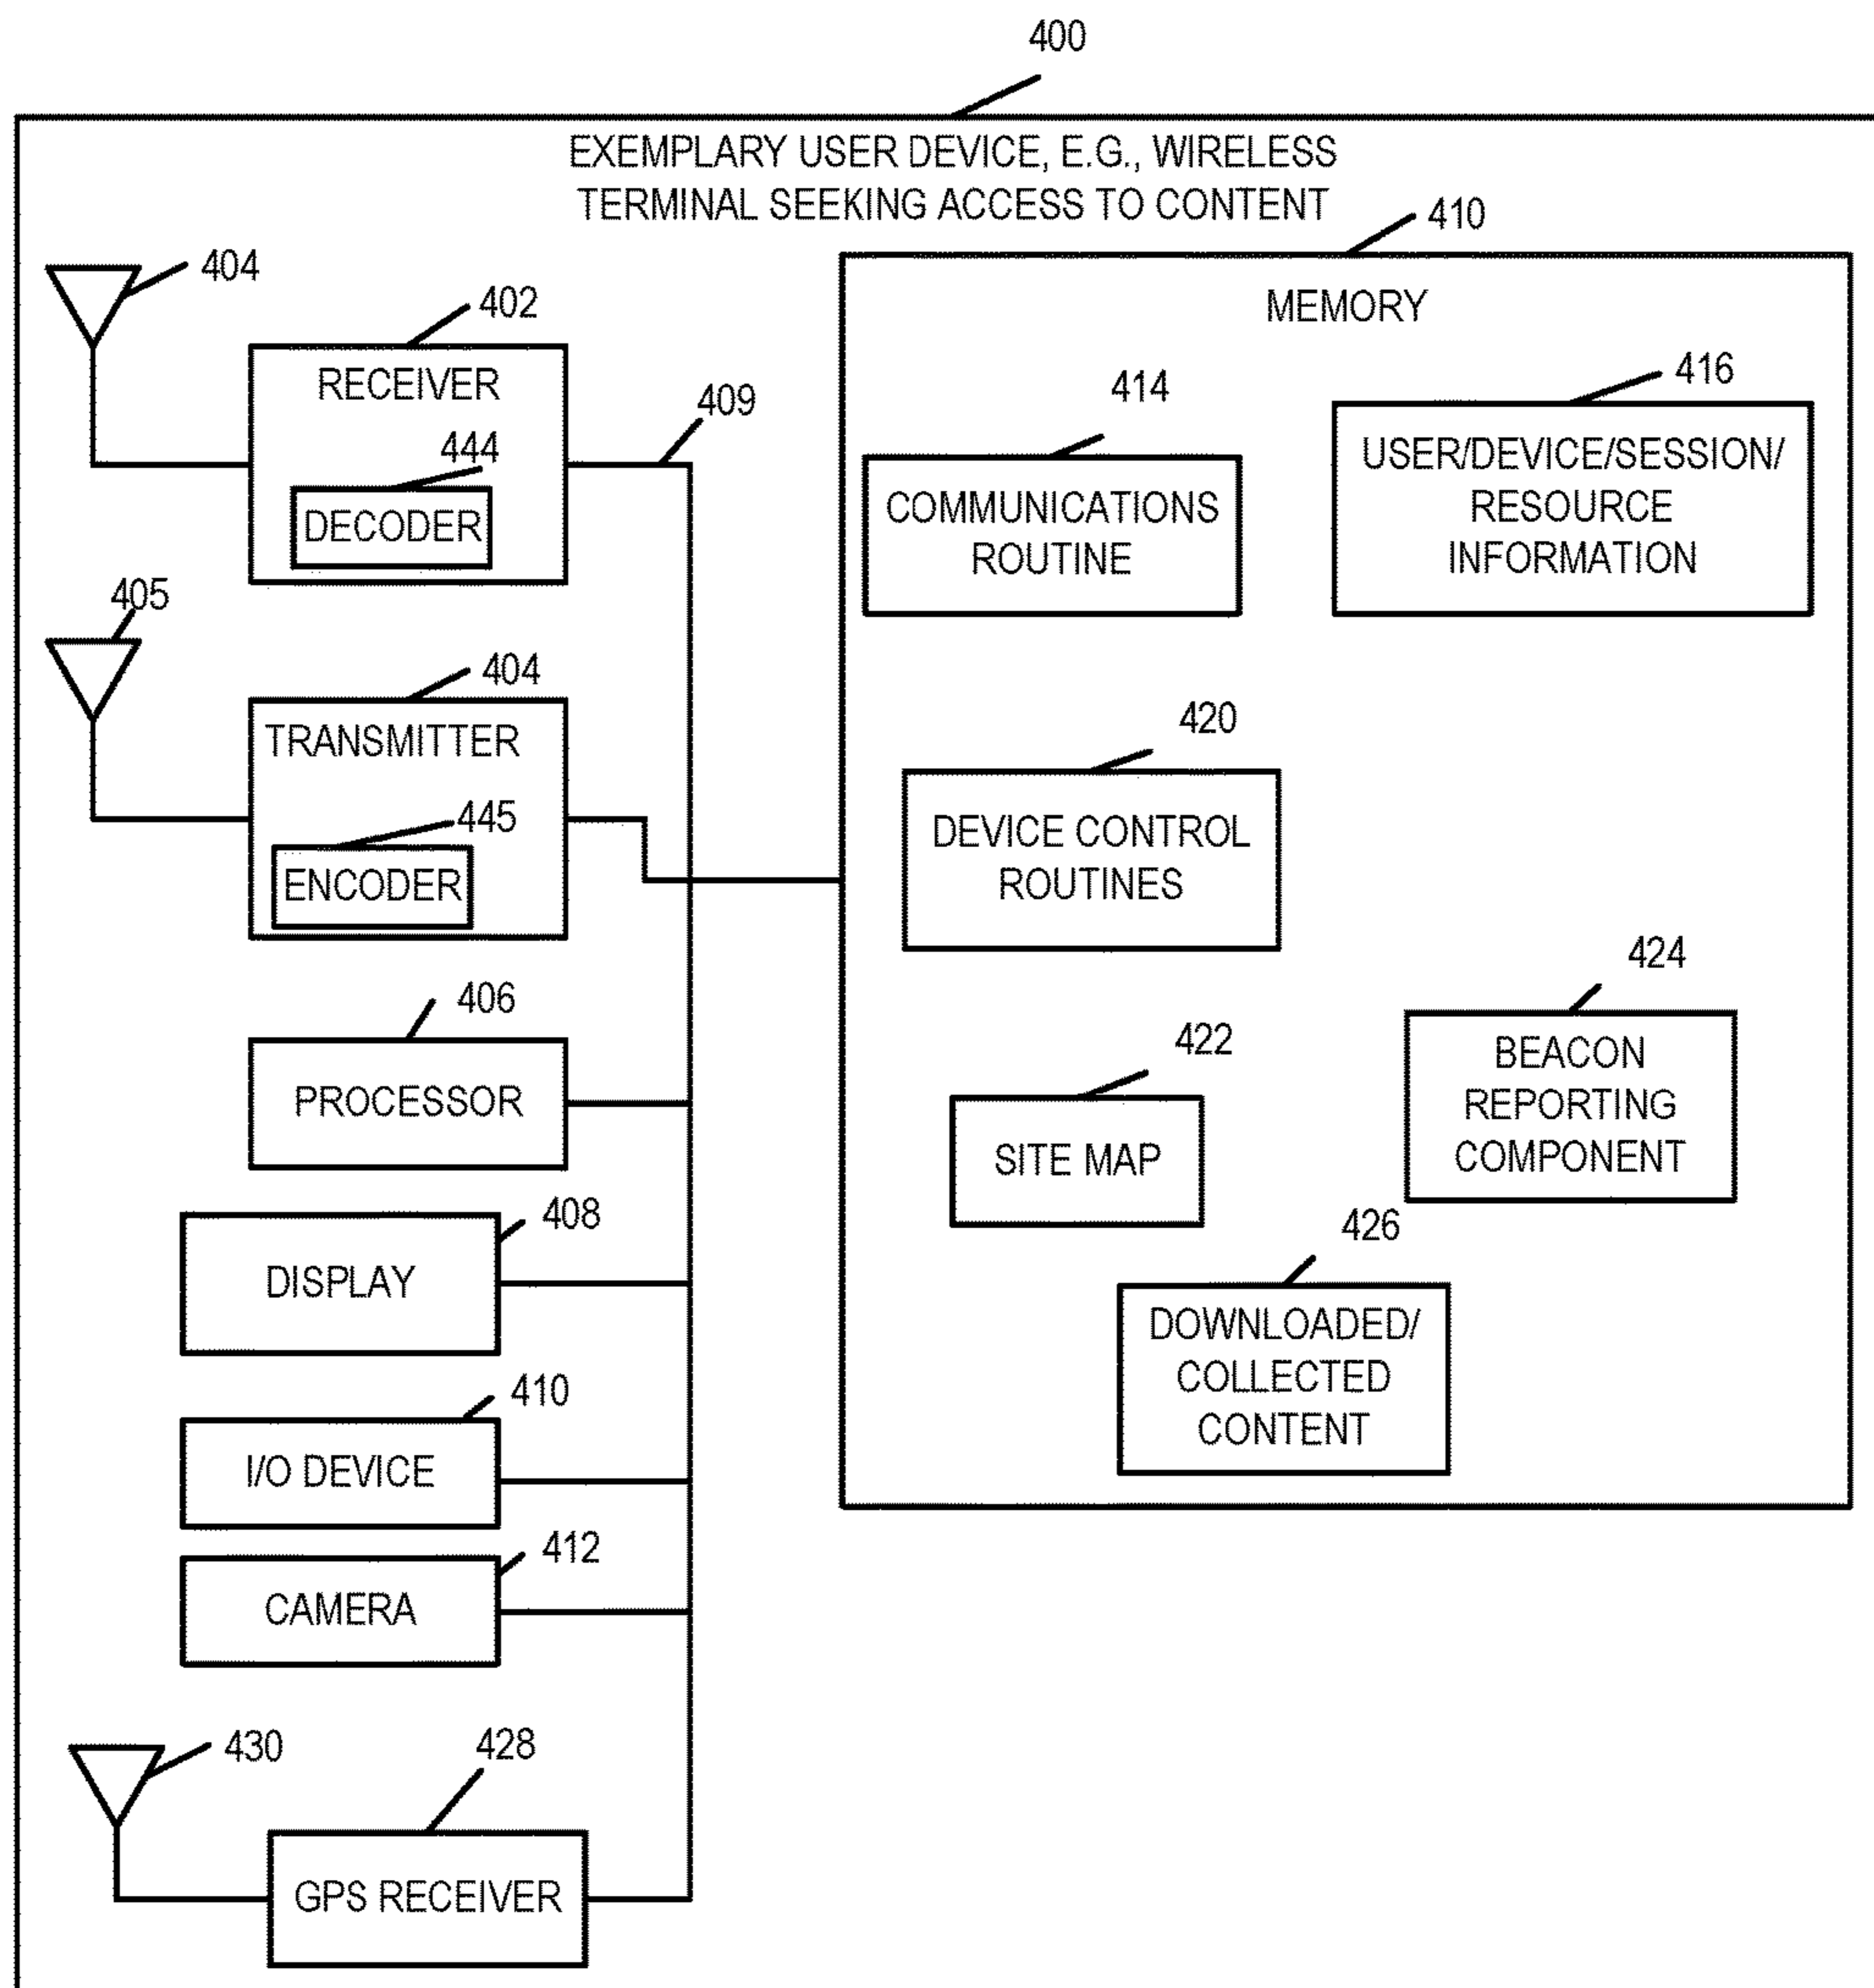 400
EXEMPLARY USER DEVICE, E.G., WIRELESS
TERMINAL SEEKING ACCESS TO CONTENT
404
402
RECEIVER
444
DECODER
409
405
404
TRANSMITTER
445
ENCODER
406
PROCESSOR
408
DISPLAY
410
I/O DEVICE
412
CAMERA
430
428
GPS RECEIVER
410
MEMORY
414
COMMUNICATIONS
ROUTINE
416
USER/DEVICE/SESSION/
RESOURCE
INFORMATION
420
DEVICE CONTROL
ROUTINES
424
BEACON
REPORTING
COMPONENT
422
SITE MAP
426
DOWNLOADED/
COLLECTED
CONTENT